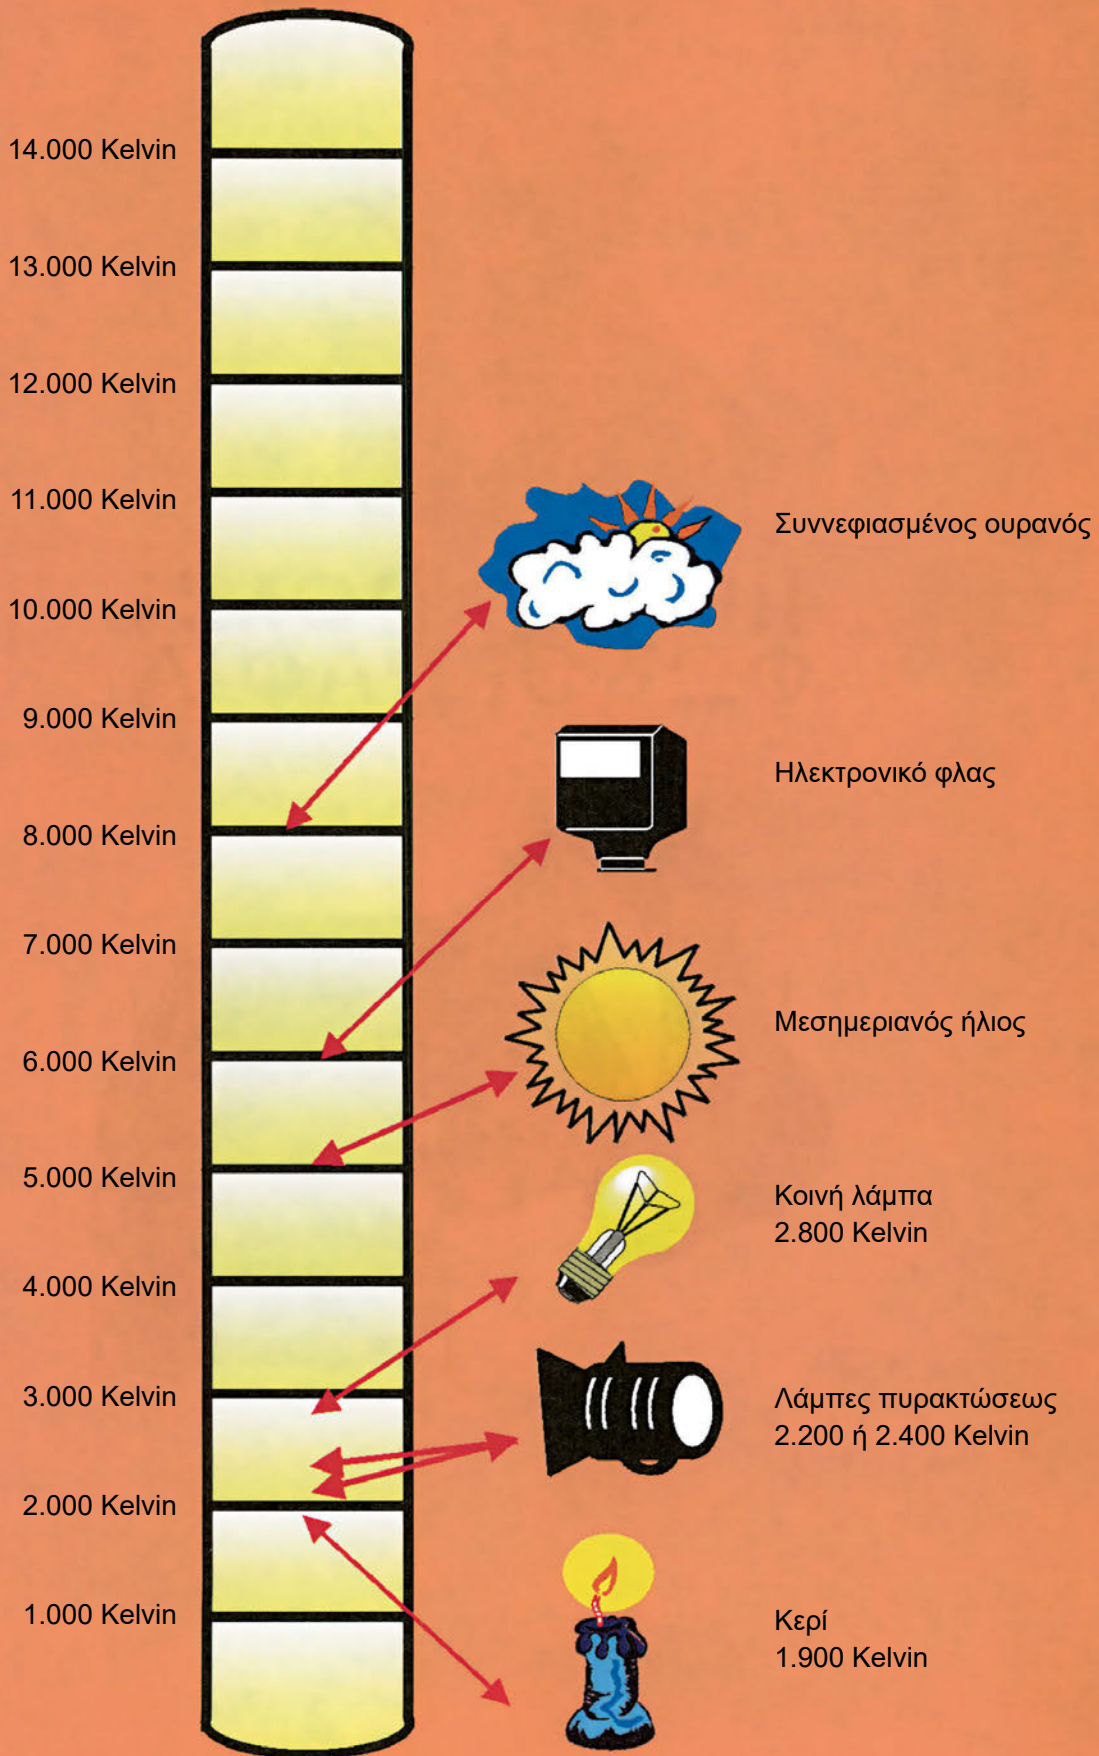 14.000 Kelvin
13.000 Kelvin
12.000 Kelvin
11.000 Kelvin
10.000 Kelvin
9.000 Kelvin
8.000 Kelvin
7.000 Kelvin
6.000 Kelvin
5.000 Kelvin
4.000 Kelvin
3.000 Kelvin
2.000 Kelvin
1.000 Kelvin
Συννεφιασμένος ουρανός
Ηλεκτρονικό φλας
Μεσημεριανός ήλιος
Κοινή λάμπα
2.800 Kelvin
Λάμπες πυρακτώσεως
2.200 ή 2.400 Kelvin
Κερί
1.900 Kelvin